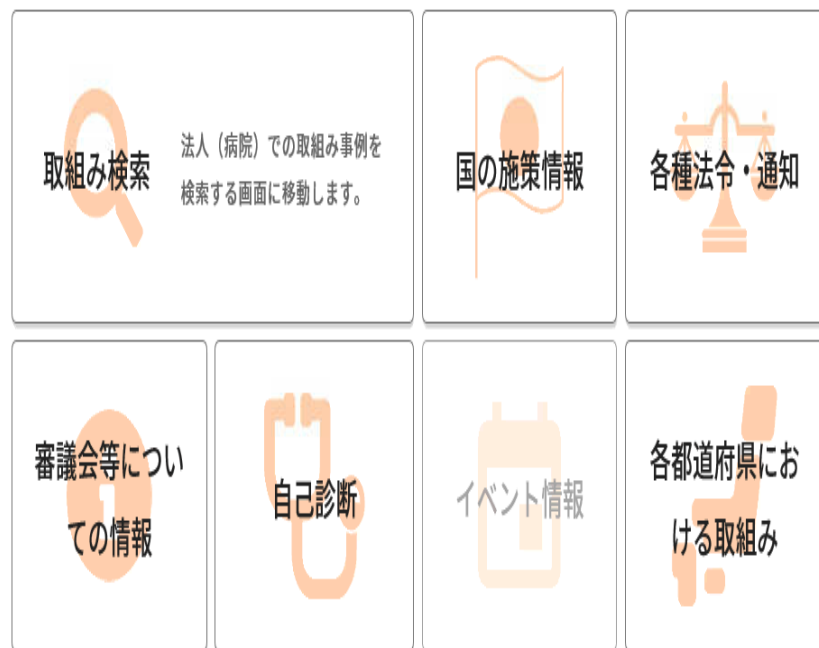 取組み検索
法人（病院）での取組み事例を
検索する画面に移動します。
国の施策情報
各種法令・通知
審議会等につい
ての情報
自己診断
イベント情報
各都道府県にお
ける取組み